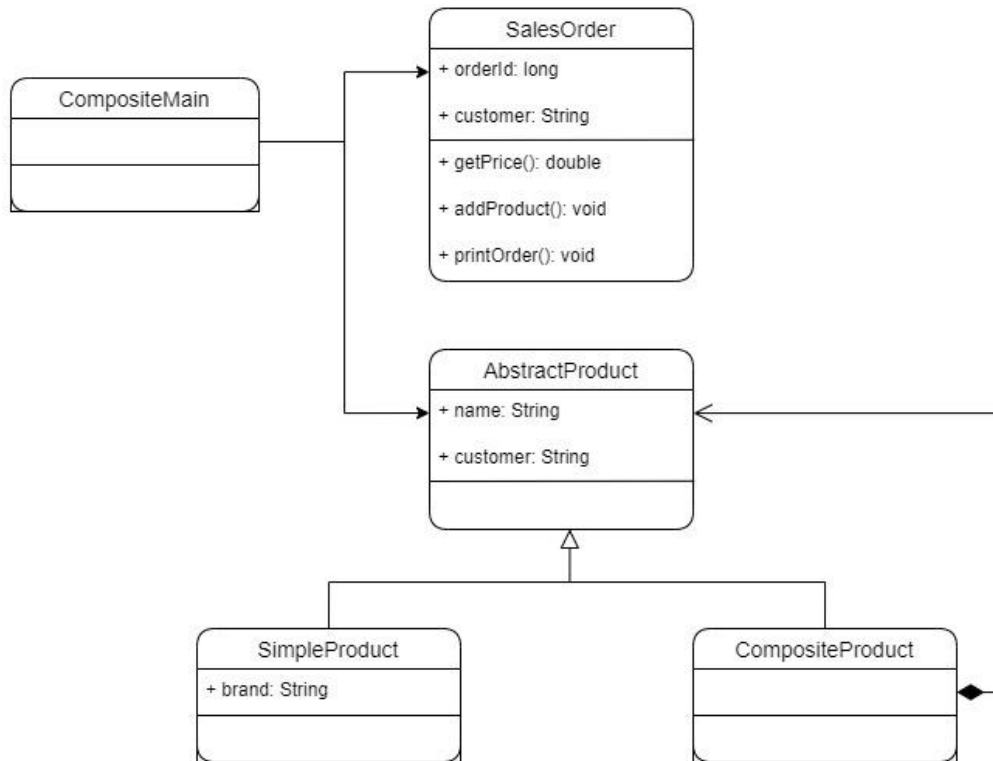 SalesOrder
+ orderId: long
+ customer: String
+ getPrice(): double
+ addProduct(): void
+ printOrder(): void
CompositeMain
AbstractProduct
+ name: String
+ customer: String
SimpleProduct
+ brand: String
CompositeProduct